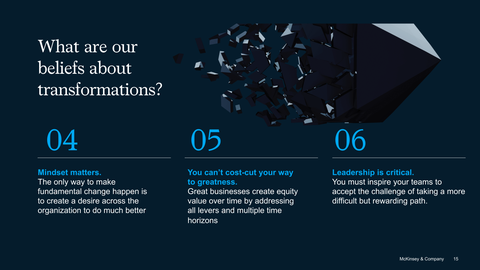 What are our
beliefs about
transformations?
04
Mindset matters.
The only way to make
fundamental change happen is
to create a desire across the
organization to do much better
05
You can't cost-cut your way
to greatness.
Great businesses create equity
value over time by addressing
all levers and multiple time
horizons
06
Leadership is critical.
You must inspire your teams to
accept the challenge of taking a more
difficult but rewarding path.
McKinsey & Company 15